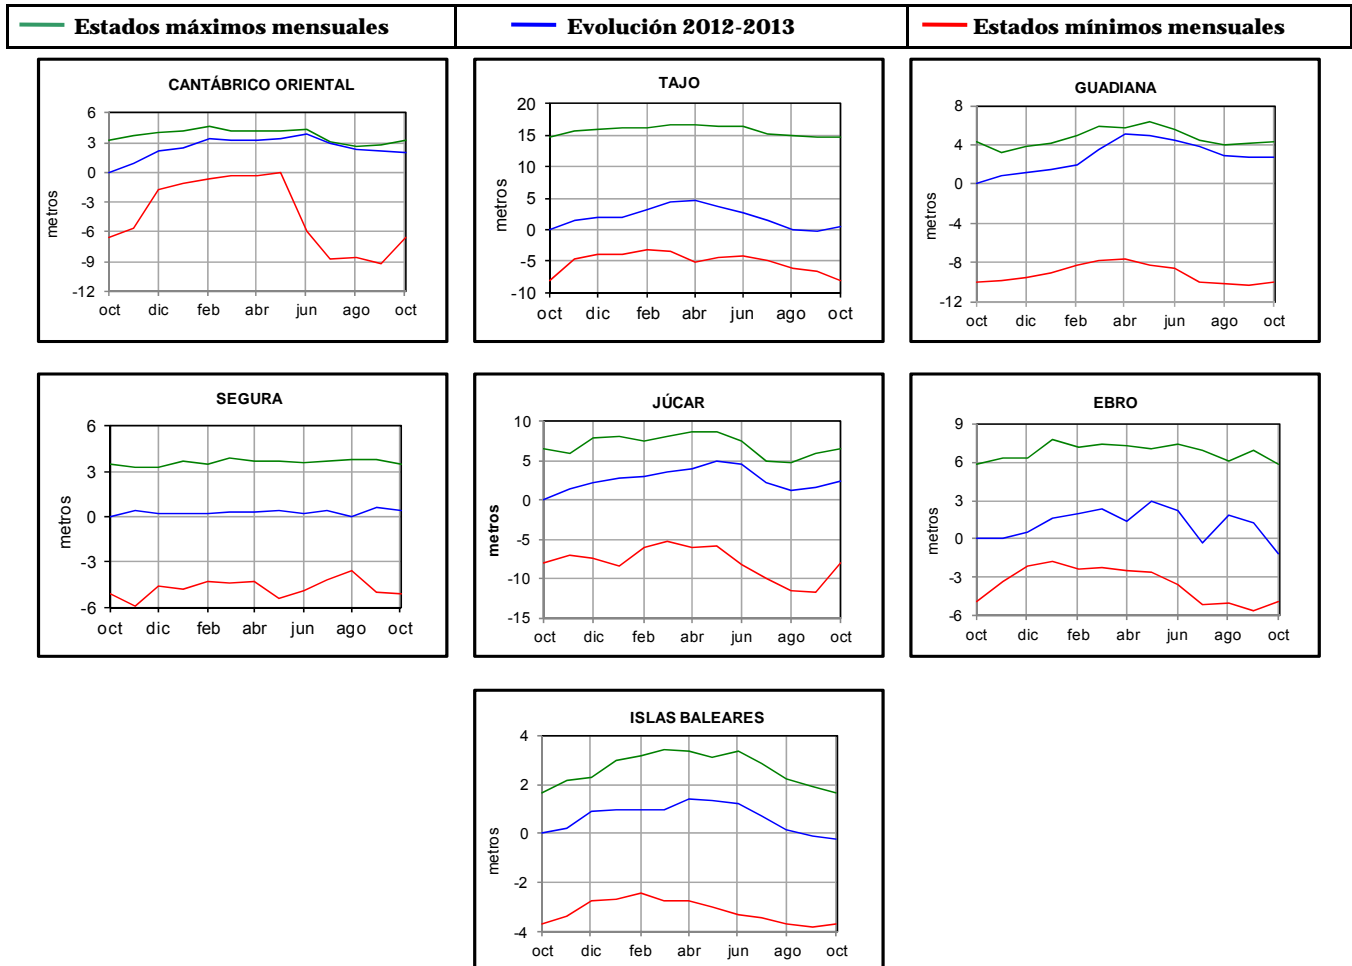 Estados máximos mensuales
Evolución 2012-2013
Estados mínimos mensuales
CANTÁBRICO ORIENTAL
metros
6
3
0
-3
-6
-9
-12
oct dic feb abr jun ago oct
TAJO
metros
20
15
10
5
0
-5
-10
oct dic feb abr jun ago oct
GUADIANA
metros
8
4
0
-4
-8
-12
oct dic feb abr jun ago oct
SEGURA
metros
6
3
0
-3
-6
oct dic feb abr jun ago oct
JÚCAR
metros
10
5
0
-5
-10
-15
oct dic feb abr jun ago oct
EBRO
metros
9
6
3
0
-3
-6
oct dic feb abr jun ago oct
ISLAS BALEARES
metros
4
2
0
-2
-4
oct dic feb abr jun ago oct